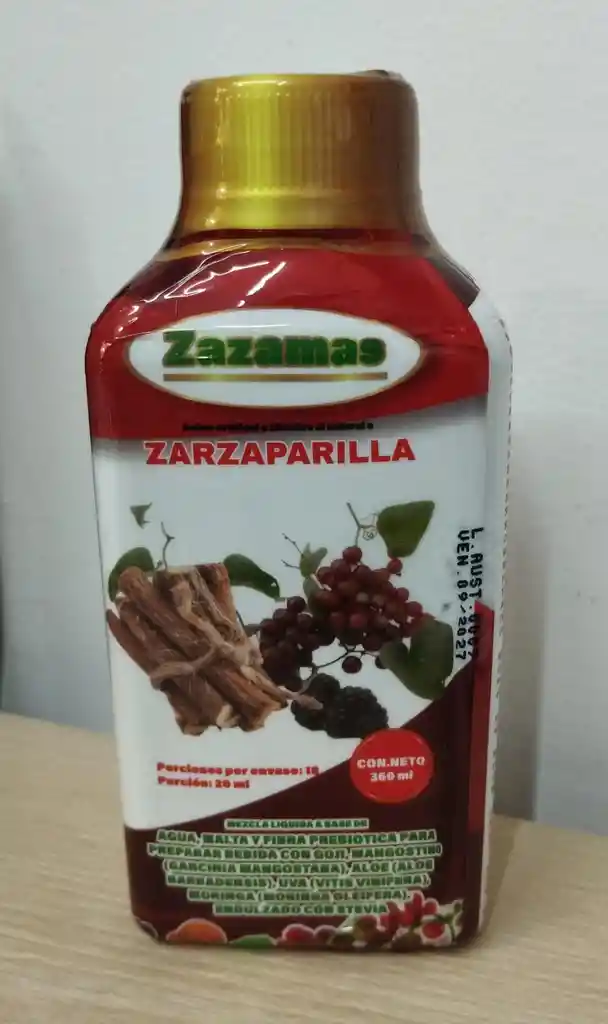 Zazamas
ZARZAPARILLA
L.AUST:
VEN.09/2027
Porciones por envase: 18
Porción: 20 ml
CON.NETO
360 ml
MEZCLA LIQUIDA A BASE DE
AGUA, MALTA Y FIBRA PREBIOTICA PARA
PREPARAR BEBIDA CON GOJI, MANGOSTINO
(GARCINIA MANGOSTANA), ALOE (ALOE
BARBADENSIS), UVA (VITIS VINIFERA),
MORINGA (MORINGA OLEIFERA).
ENDULZADO CON STEVIA